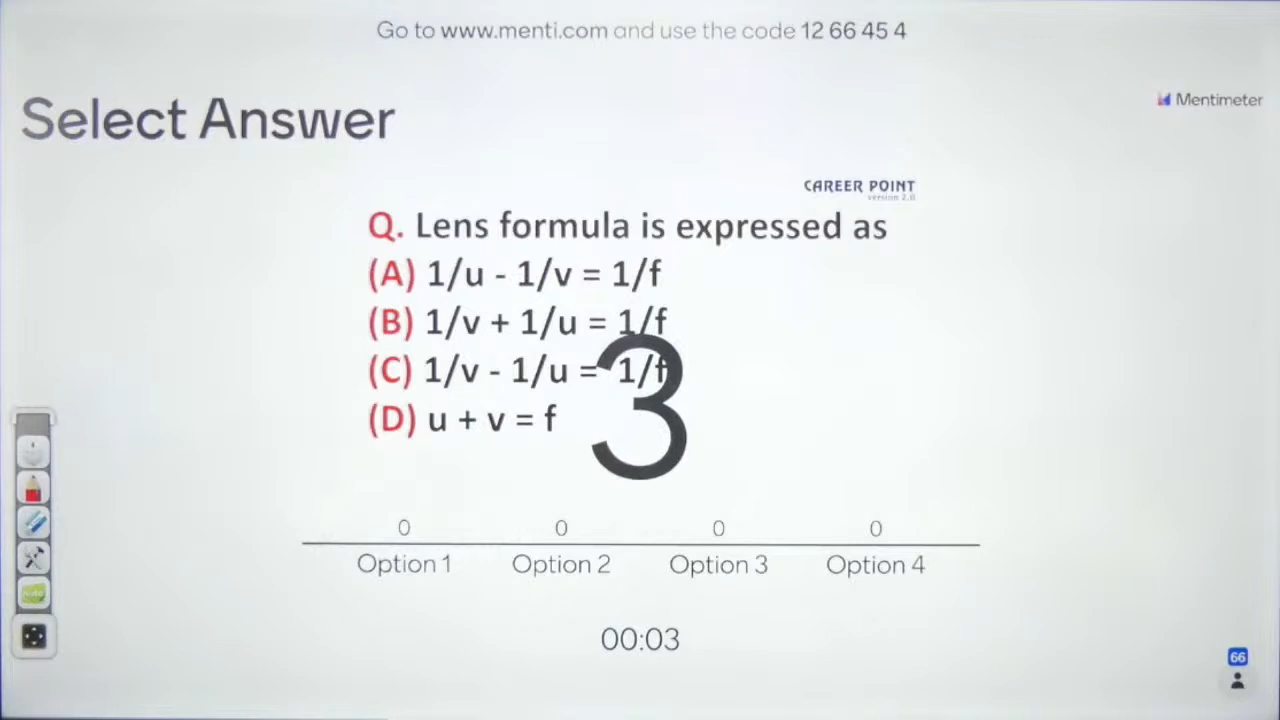 Go to www.menti.com and use the code 12 66 45 4
Select Answer
Mentimeter
CAREER POINT
version 2.0
Q. Lens formula is expressed as
(A) 1/u - 1/v = 1/f
(B) 1/v + 1/u = 1/f
(C) 1/v - 1/u = 1/f
(D) u + v = f
3
0 0 0 0
Option 1 Option 2 Option 3 Option 4
00:03
66